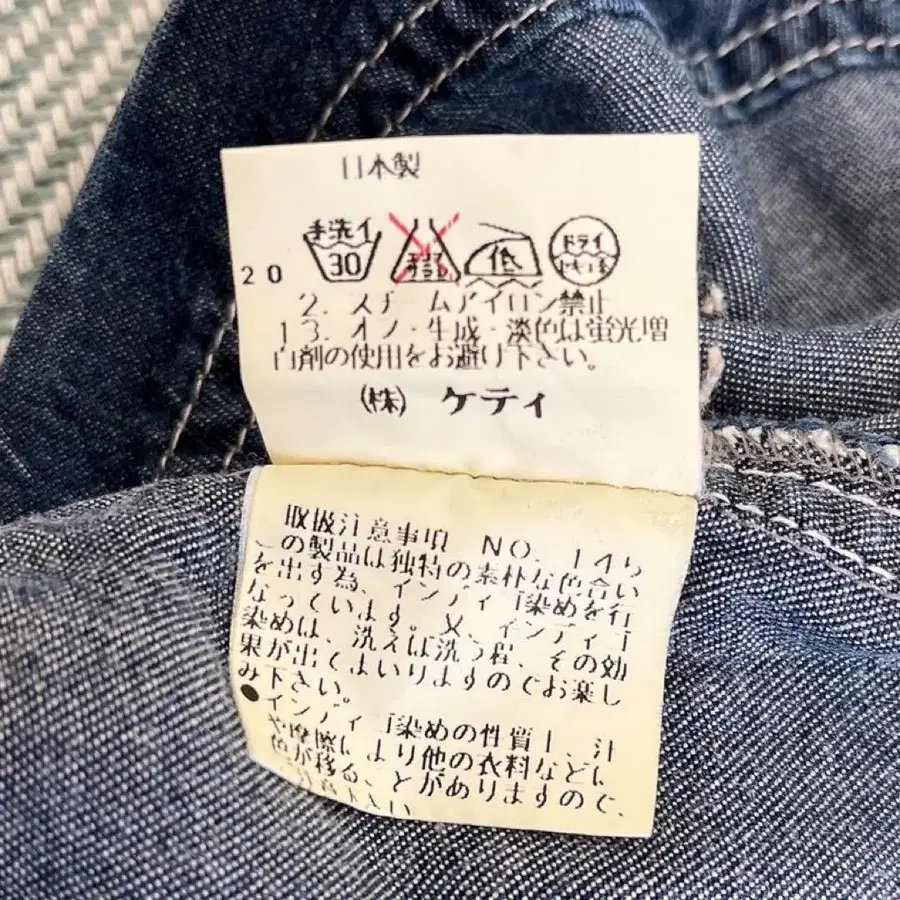 日本製
手洗イ
30
低
ドライ
セキユ系
20
2. スチームアイロン禁止
13. オフ・生成・淡色は蛍光増
白剤の使用をお避け下さい。
(株) ケティ
取扱注意事項 NO. 145
この製品は独特の素朴な色合い
を出す為、インディゴ染めを行
なっています。又、インディゴ
染めは、洗えば洗う程、その効
果が出てまいりますのでお楽し
み下さい。
●インディゴ染めの性質上、汗
や摩擦により他の衣料などに
色が移ることがありますので、